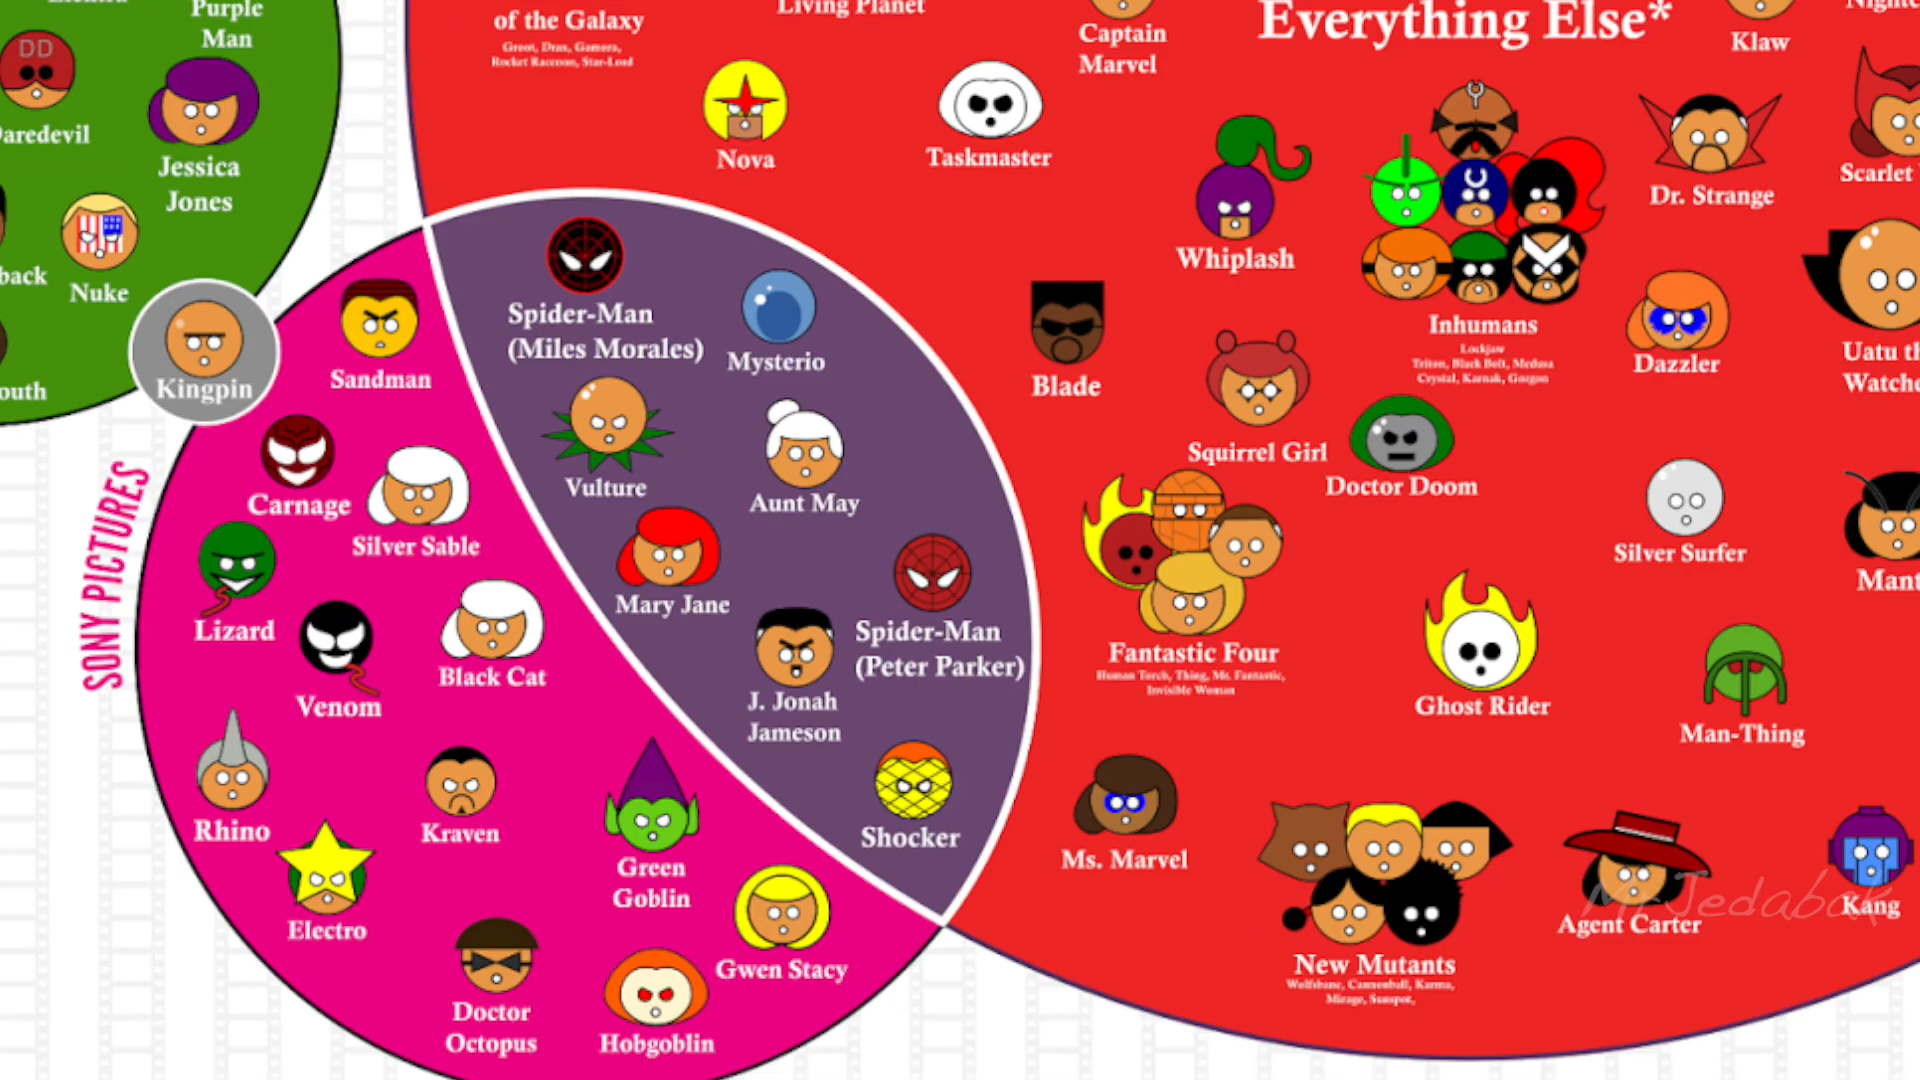 Purple
Man
of the Galaxy
Groot, Drax, Gamora,
Rocket Raccoon, Star-Lord
Living Planet
Captain
Marvel
Everything Else*
Klaw
DD
Jessica
Jones
Nova
Taskmaster
Whiplash
Dr. Strange
Scarlet
Nuke
Kingpin
Sandman
Spider-Man
(Miles Morales)
Mysterio
Blade
Inhumans
Lockjaw
Triton, Black Bolt, Medusa
Crystal, Karnak, Gorgon
Dazzler
Uatu
SONY PICTURES
Carnage
Silver Sable
Vulture
Aunt May
Squirrel Girl
Doctor Doom
Silver Surfer
Lizard
Venom
Black Cat
Mary Jane
Spider-Man
(Peter Parker)
J. Jonah
Jameson
Fantastic Four
Human Torch, Thing, Mr. Fantastic,
Invisible Woman
Ghost Rider
Man-Thing
Rhino
Kraven
Green
Goblin
Shocker
Ms. Marvel
Electro
Gwen Stacy
Doctor
Octopus
Hobgoblin
New Mutants
Wolfsbane, Cannonball, Karma,
Mirage, Sunspot,
Agent Carter
Kang
MrJedabak